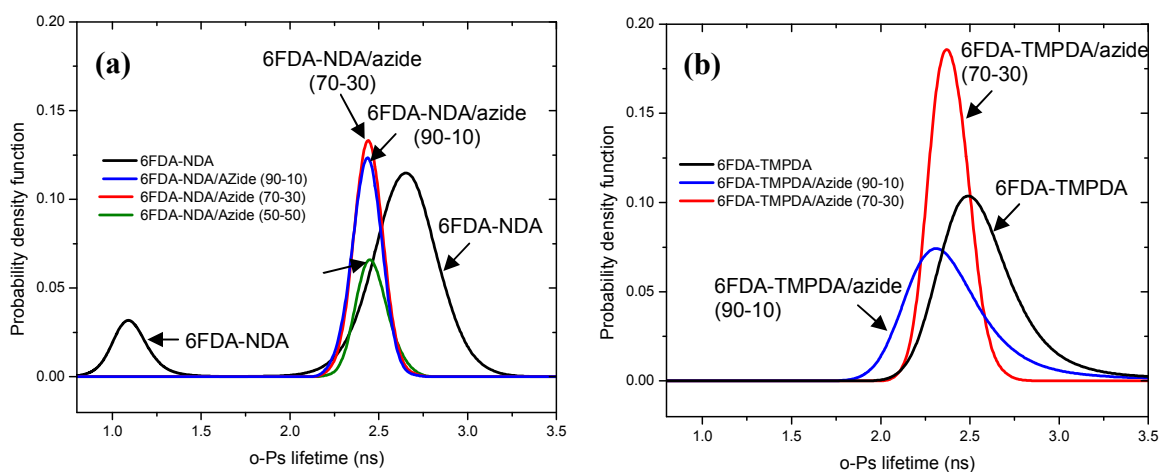 (a)
6FDA-NDA/azide
(70-30)
6FDA-NDA/azide
(90-10)
6FDA-NDA
6FDA-NDA/AZide (90-10)
6FDA-NDA/Azide (70-30)
6FDA-NDA/Azide (50-50)
6FDA-NDA
6FDA-NDA
Probability density function
0.20
0.15
0.10
0.05
0.00
1.0 1.5 2.0 2.5 3.0 3.5
o-Ps lifetime (ns)
(b)
6FDA-TMPDA/azide
(70-30)
6FDA-TMPDA
6FDA-TMPDA/Azide (90-10)
6FDA-TMPDA/Azide (70-30)
6FDA-TMPDA
6FDA-TMPDA/azide
(90-10)
Probability density function
0.20
0.15
0.10
0.05
0.00
1.0 1.5 2.0 2.5 3.0 3.5
o-Ps lifetime (ns)